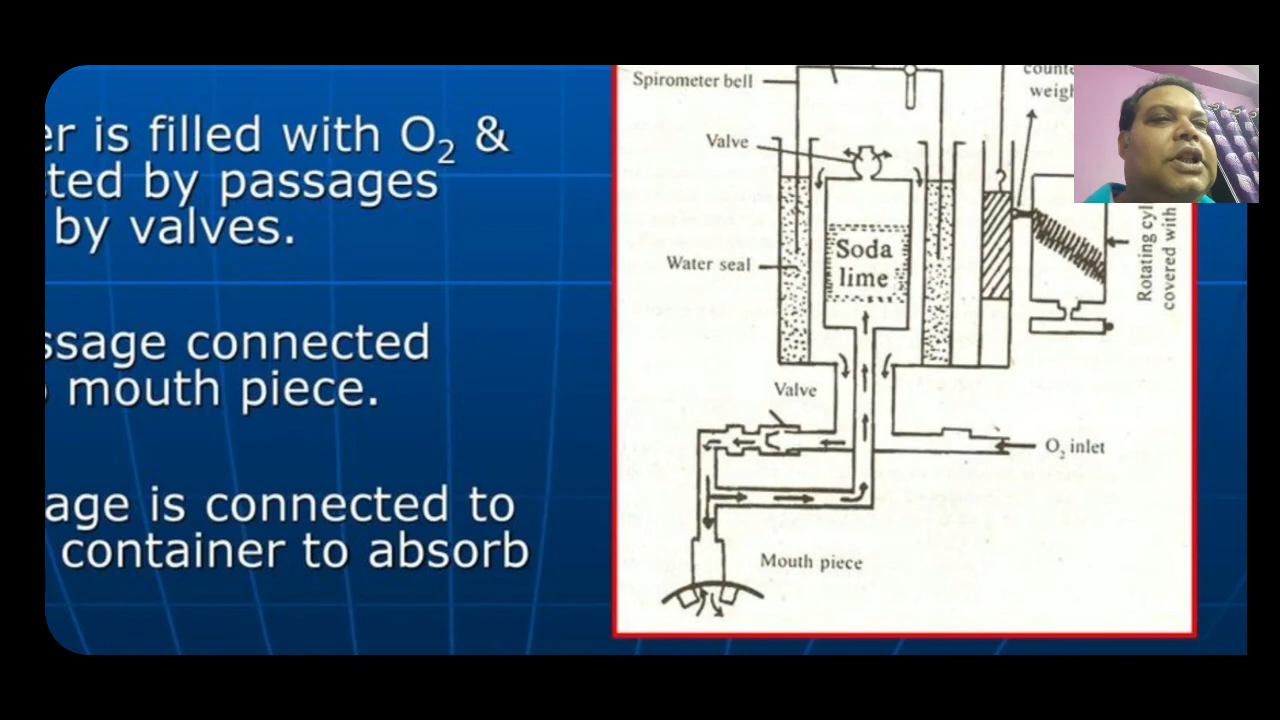 er is filled with O₂ &
ted by passages
by valves.
ssage connected
mouth piece.
age is connected to
container to absorb
Spirometer bell
counte
weigh
Valve
Water seal
Soda
lime
Rotating cyl
covered with
Valve
O₂ inlet
Mouth piece